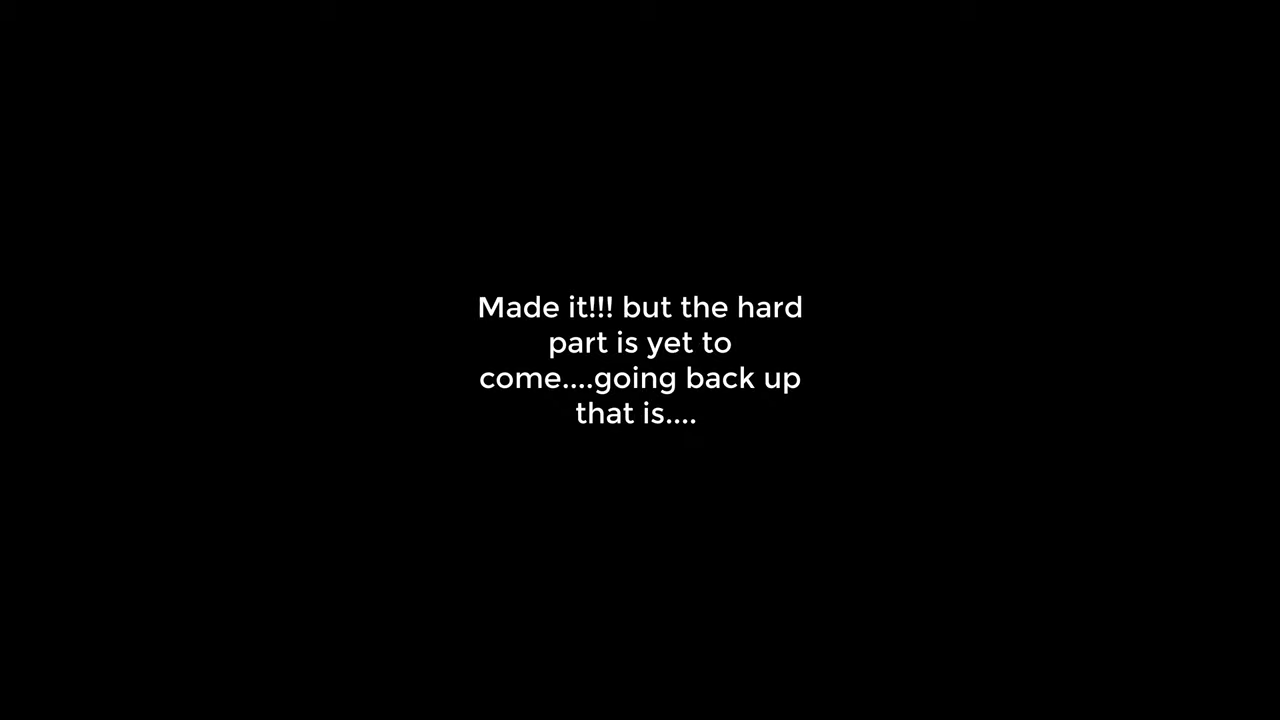 Made it!!! but the hard
part is yet to
come....going back up
that is....